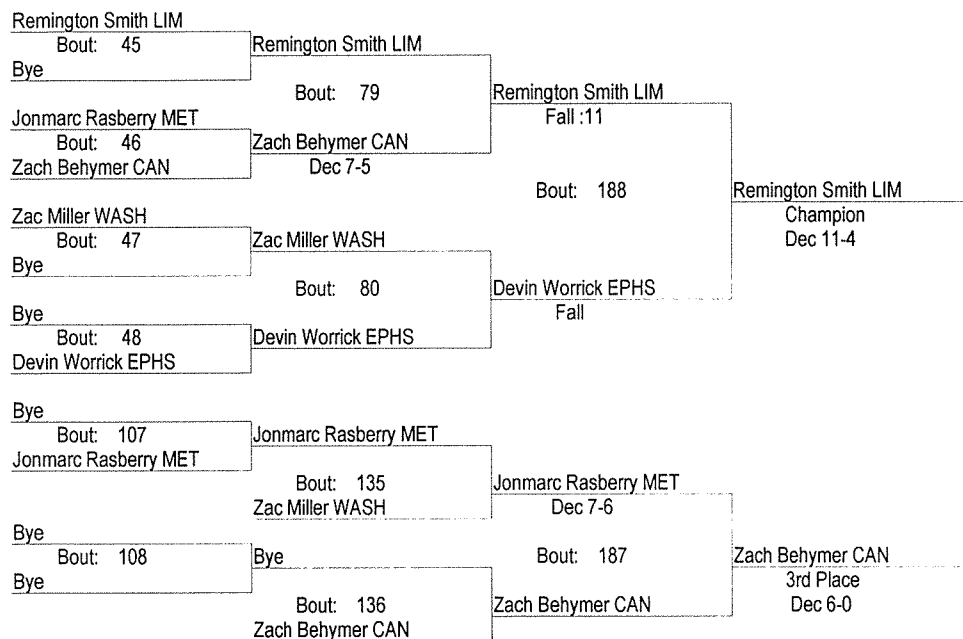 Remington Smith LIM
Bout: 45
Bye
Remington Smith LIM
Bout: 79
Jonmarc Rasberry MET
Bout: 46
Zach Behymer CAN
Zach Behymer CAN
Dec 7-5
Remington Smith LIM
Fall :11
Bout: 188
Remington Smith LIM
Champion
Dec 11-4
Zac Miller WASH
Bout: 47
Bye
Zac Miller WASH
Bout: 80
Bye
Bout: 48
Devin Worrick EPHS
Devin Worrick EPHS
Devin Worrick EPHS
Fall
Bye
Bout: 107
Jonmarc Rasberry MET
Jonmarc Rasberry MET
Bout: 135
Zac Miller WASH
Jonmarc Rasberry MET
Dec 7-6
Bye
Bout: 108
Bye
Bye
Bout: 136
Zach Behymer CAN
Bout: 187
Zach Behymer CAN
Zach Behymer CAN
3rd Place
Dec 6-0